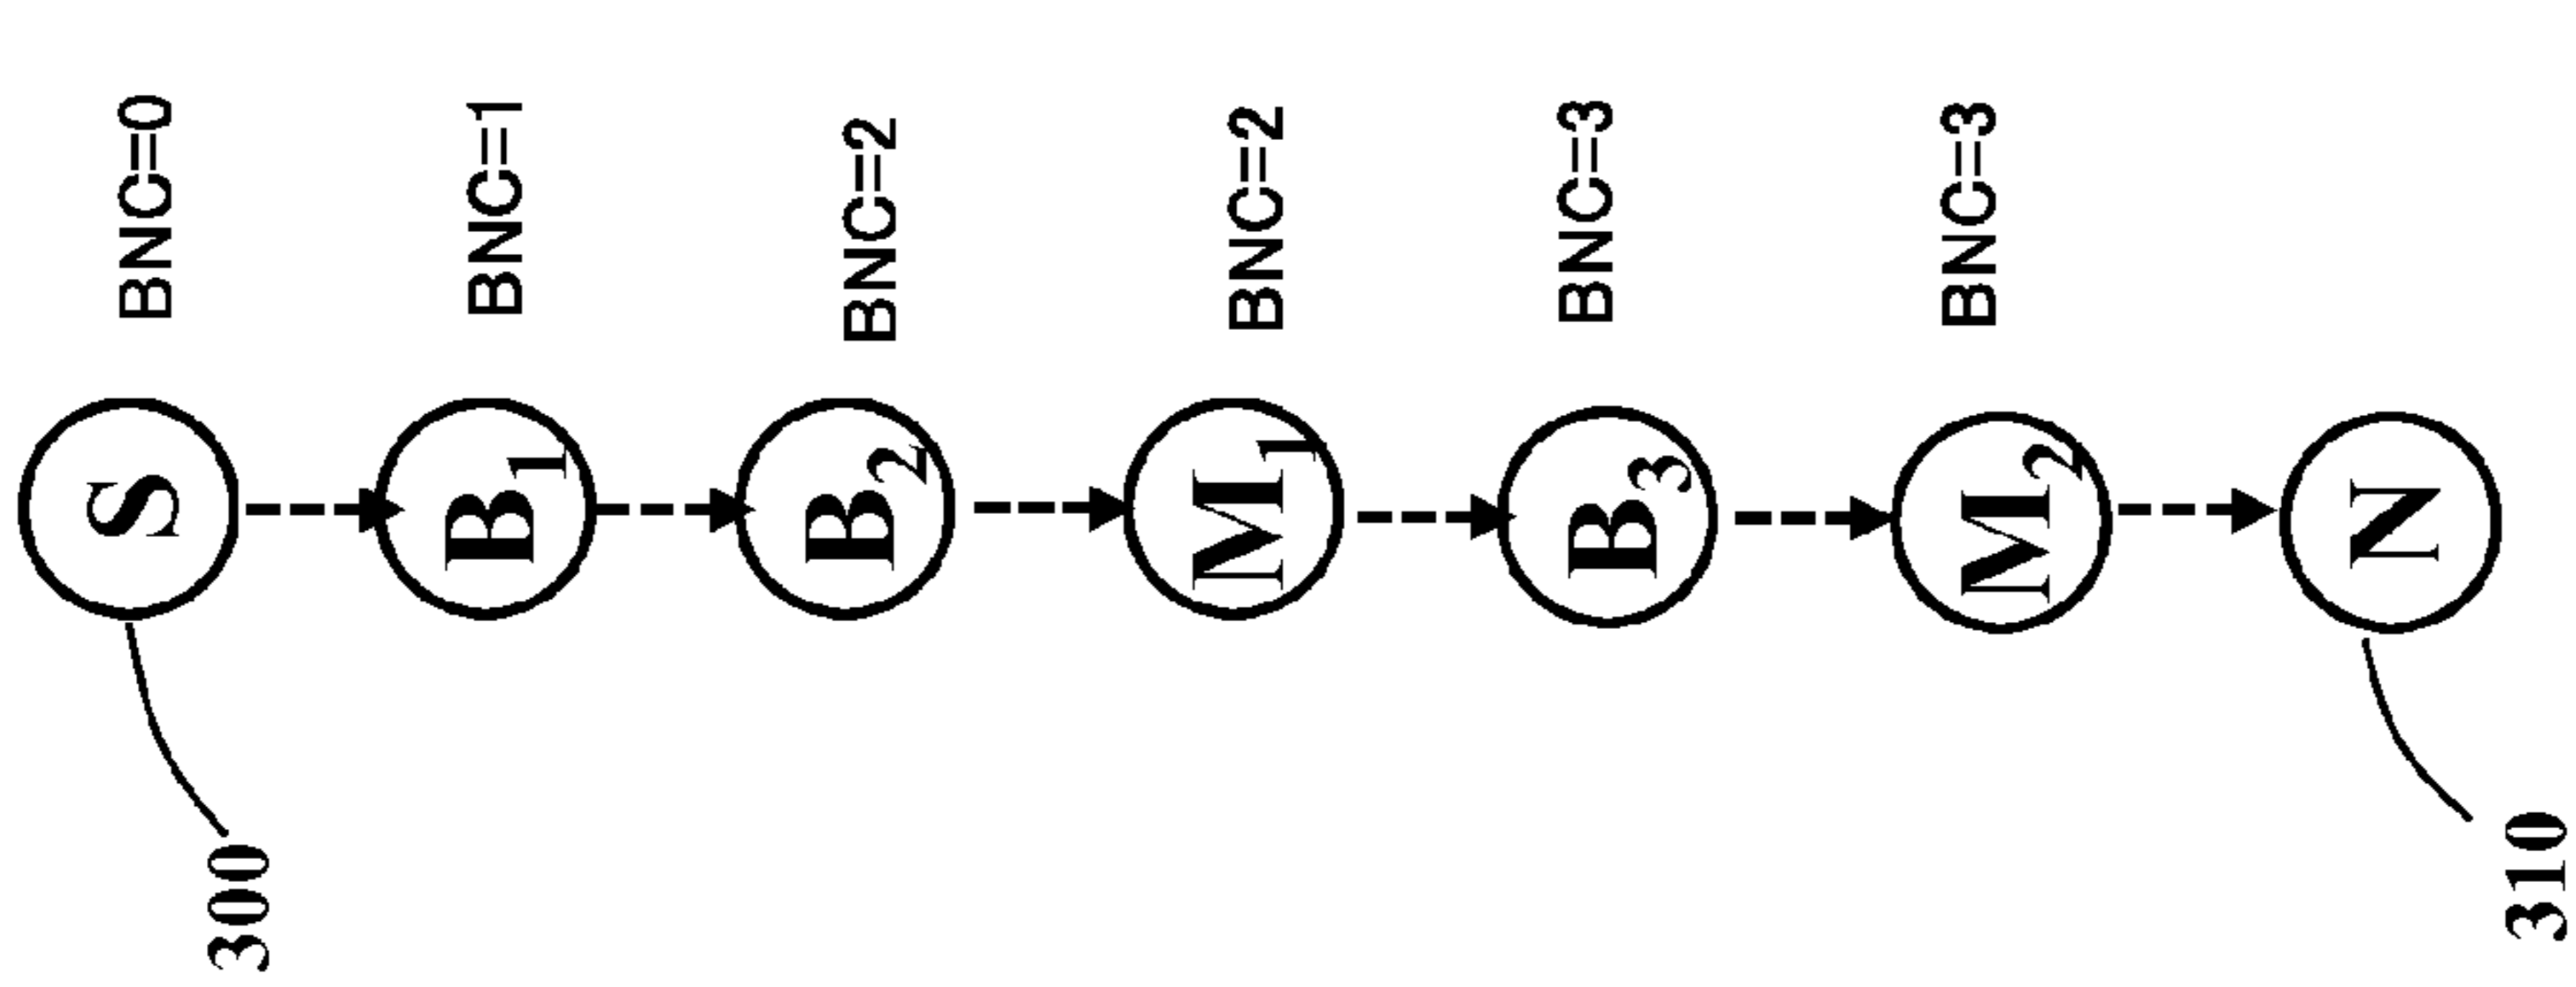 S BNC=0
B1 BNC=1
B2 BNC=2
M1 BNC=2
B3 BNC=3
M2 BNC=3
N
300
310